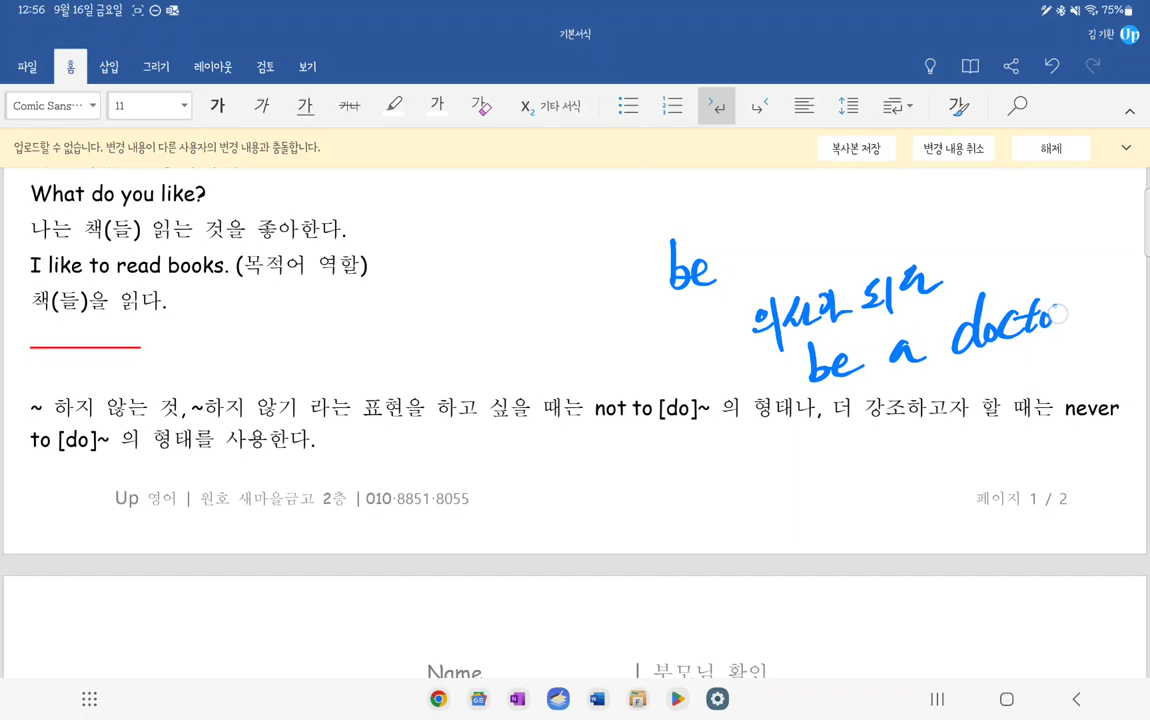 12:56 9월 16일 금요일 75%
기본서식
김 기환 Up
파일 홈 삽입 그리기 레이아웃 검토 보기
Comic Sans··· 11 가 가 가 가나 가 가 X₂ 기타 서식
업로드할 수 없습니다. 변경 내용이 다른 사용자의 변경 내용과 충돌합니다. 복사본 저장 변경 내용 취소 해제
What do you like?
나는 책(들) 읽는 것을 좋아한다.
I like to read books. (목적어 역할)
책(들)을 읽다.
be
의사가 되다
be a docto
~ 하지 않는 것, ~하지 않기 라는 표현을 하고 싶을 때는 not to [do]~ 의 형태나, 더 강조하고자 할 때는 never
to [do]~ 의 형태를 사용한다.
Up 영어 | 원호 새마을금고 2층 | 010·8851·8055 페이지 1 / 2
Name | 부모님 확인